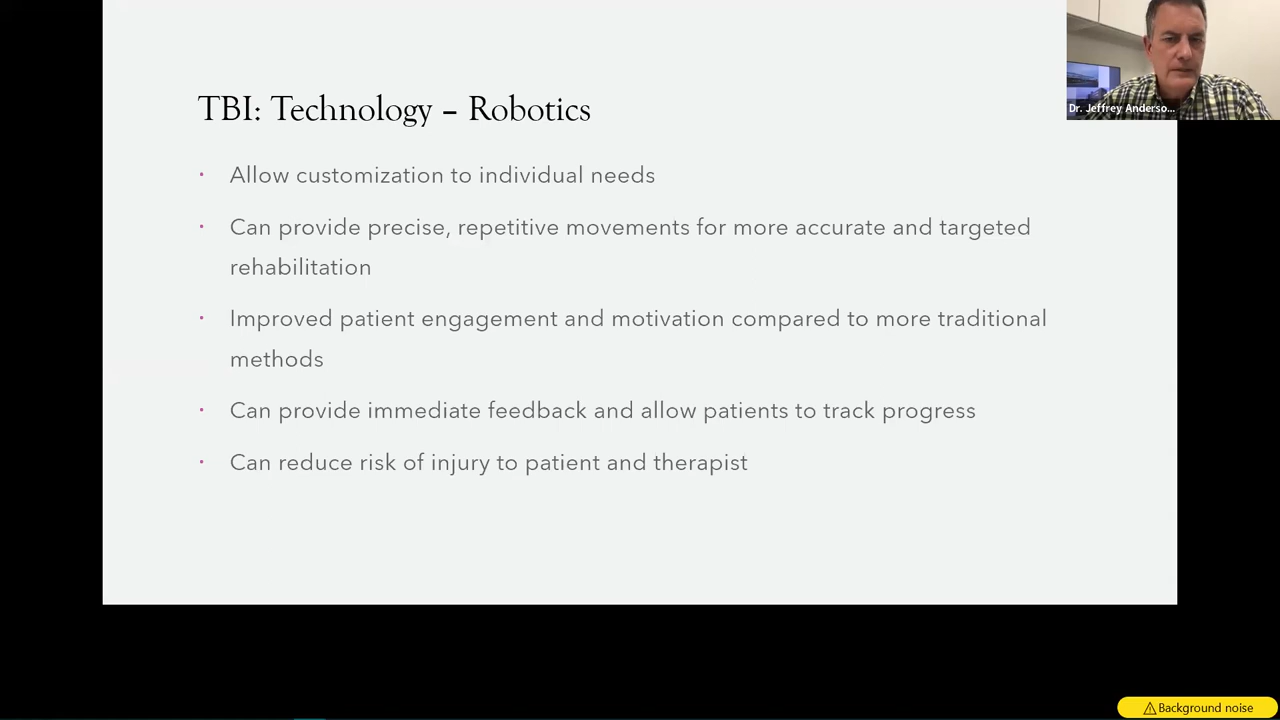 TBI: Technology – Robotics
· Allow customization to individual needs
· Can provide precise, repetitive movements for more accurate and targeted
rehabilitation
· Improved patient engagement and motivation compared to more traditional
methods
· Can provide immediate feedback and allow patients to track progress
· Can reduce risk of injury to patient and therapist
Dr. Jeffrey Anderso...
Background noise